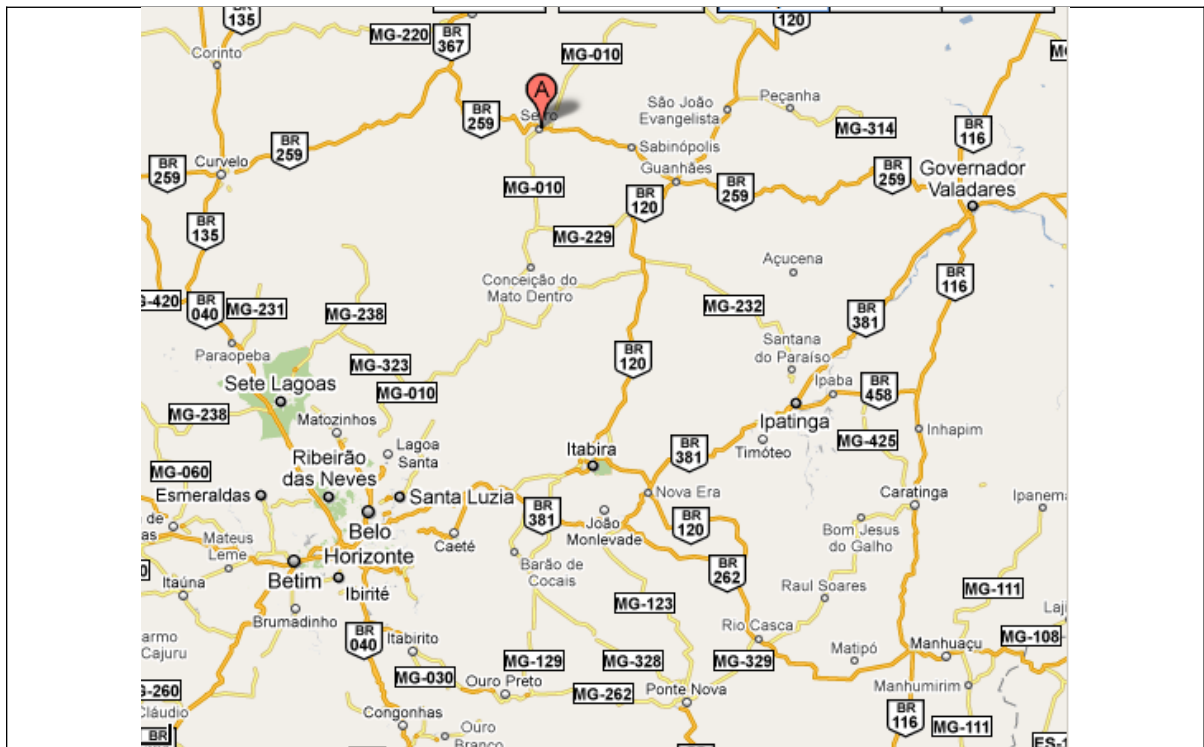 BR
135
BR
120
MG-220
BR
367
MG-010
Corinto
A
BR
259
São João
Evangelista
Peçanha
MG-314
BR
116
BR
259
Sabinópolis
Guanhães
Curvelo
BR
259
MG-010
BR
120
BR
259
BR
259
Governador
Valadares
BR
135
MG-229
Açucena
Conceição do
Mato Dentro
BR
116
BR
040
MG-231
MG-238
MG-232
BR
381
Paraopeba
MG-323
BR
120
Santana
do Paraíso
Sete Lagoas
MG-010
Ipaba
BR
458
MG-238
Matozinhos
Ipatinga
Inhapim
Lagoa
Santa
Itabira
BR
381
Timóteo
MG-425
Ribeirão
das Neves
MG-060
Esmeraldas
Santa Luzia
Nova Era
Caratinga
Belo
Horizonte
BR
381
João
Monlevade
BR
120
Bom Jesus
do Galho
Mateus
Leme
Caeté
Barão de
Cocais
Betim
BR
262
Itaúna
Ibirité
Raul Soares
MG-111
Brumadinho
MG-123
BR
040
Itabirito
Rio Casca
MG-108
MG-129
MG-328
MG-329
Matipó
Manhuaçu
MG-030
Ouro Preto
MG-262
Ponte Nova
Manhumirim
Congonhas
Ouro
Branco
BR
116
MG-111
BR